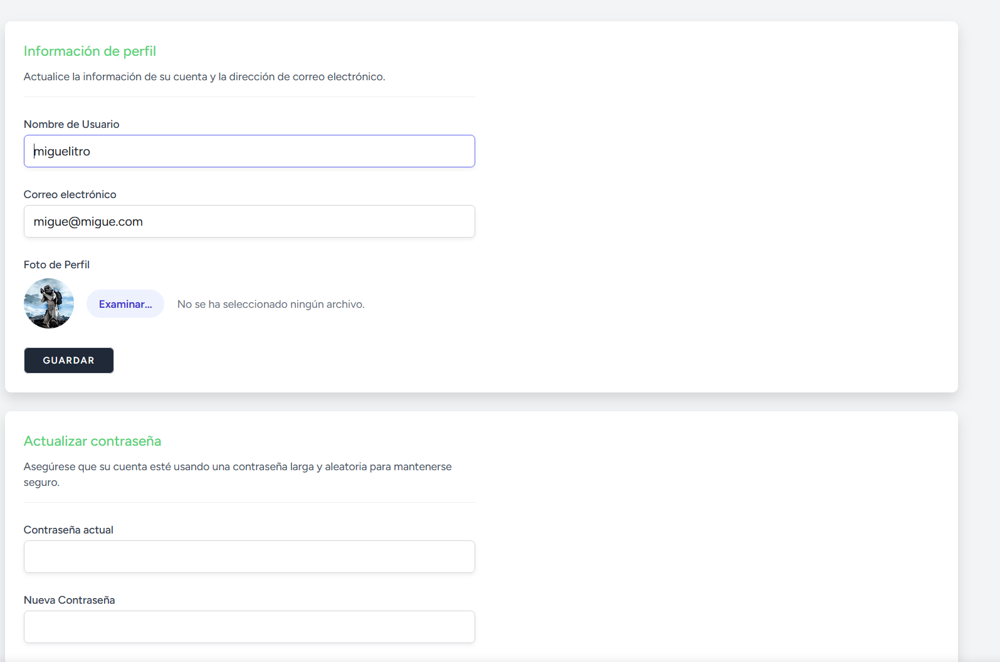 Información de perfil
Actualice la información de su cuenta y la dirección de correo electrónico.
Nombre de Usuario
miguelitro
Correo electrónico
migue@migue.com
Foto de Perfil
Examinar...
No se ha seleccionado ningún archivo.
GUARDAR
Actualizar contraseña
Asegúrese que su cuenta esté usando una contraseña larga y aleatoria para mantenerse
seguro.
Contraseña actual
Nueva Contraseña